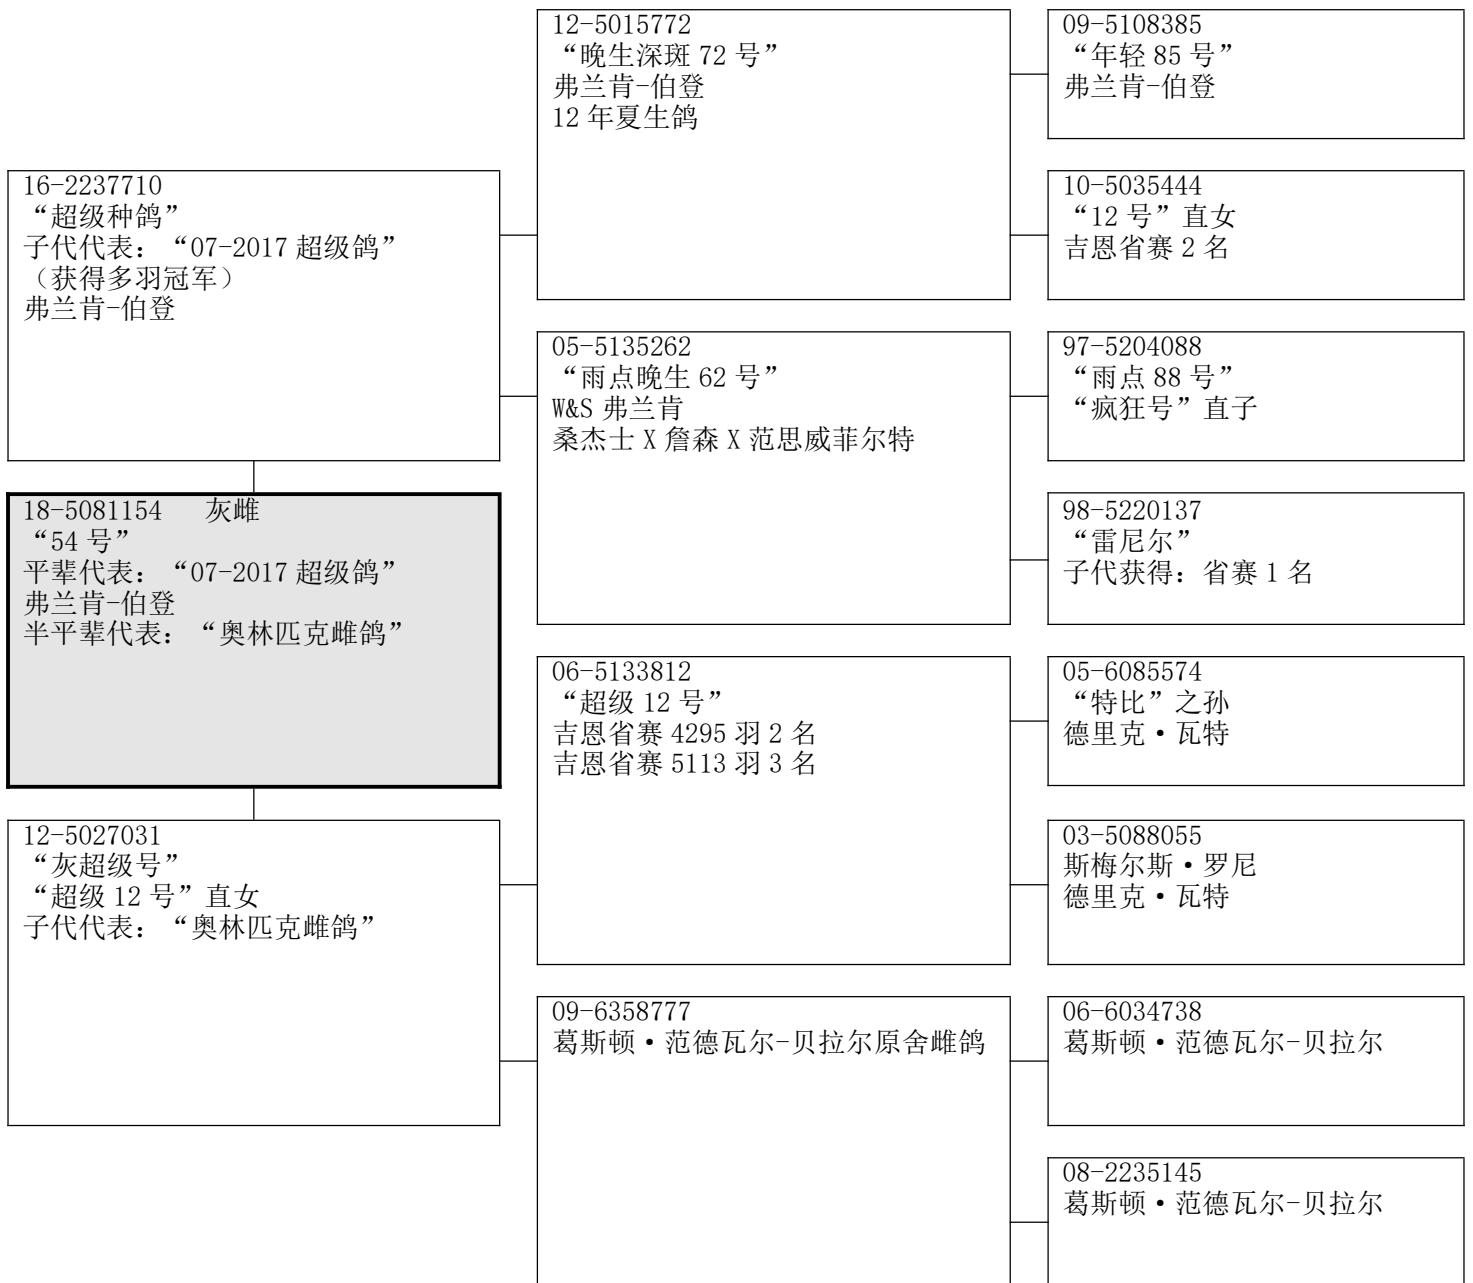 16-2237710
“超级种鸽”
子代代表：“07-2017 超级鸽”
（获得多羽冠军）
弗兰肯-伯登
18-5081154 灰雌
“54 号”
平辈代表：“07-2017 超级鸽”
弗兰肯-伯登
半平辈代表：“奥林匹克雌鸽”
12-5027031
“灰超级号”
“超级 12 号”直女
子代代表：“奥林匹克雌鸽”
12-5015772
“晚生深斑 72 号”
弗兰肯-伯登
12 年夏生鸽
05-5135262
“雨点晚生 62 号”
W&S 弗兰肯
桑杰士 X 詹森 X 范思威菲尔特
06-5133812
“超级 12 号”
吉恩省赛 4295 羽 2 名
吉恩省赛 5113 羽 3 名
09-6358777
葛斯顿•范德瓦尔-贝拉尔原舍雌鸽
09-5108385
“年轻 85 号”
弗兰肯-伯登
10-5035444
“12 号”直女
吉恩省赛 2 名
97-5204088
“雨点 88 号”
“疯狂号”直子
98-5220137
“雷尼尔”
子代获得：省赛 1 名
05-6085574
“特比”之孙
德里克•瓦特
03-5088055
斯梅尔斯•罗尼
德里克•瓦特
06-6034738
葛斯顿•范德瓦尔-贝拉尔
08-2235145
葛斯顿•范德瓦尔-贝拉尔